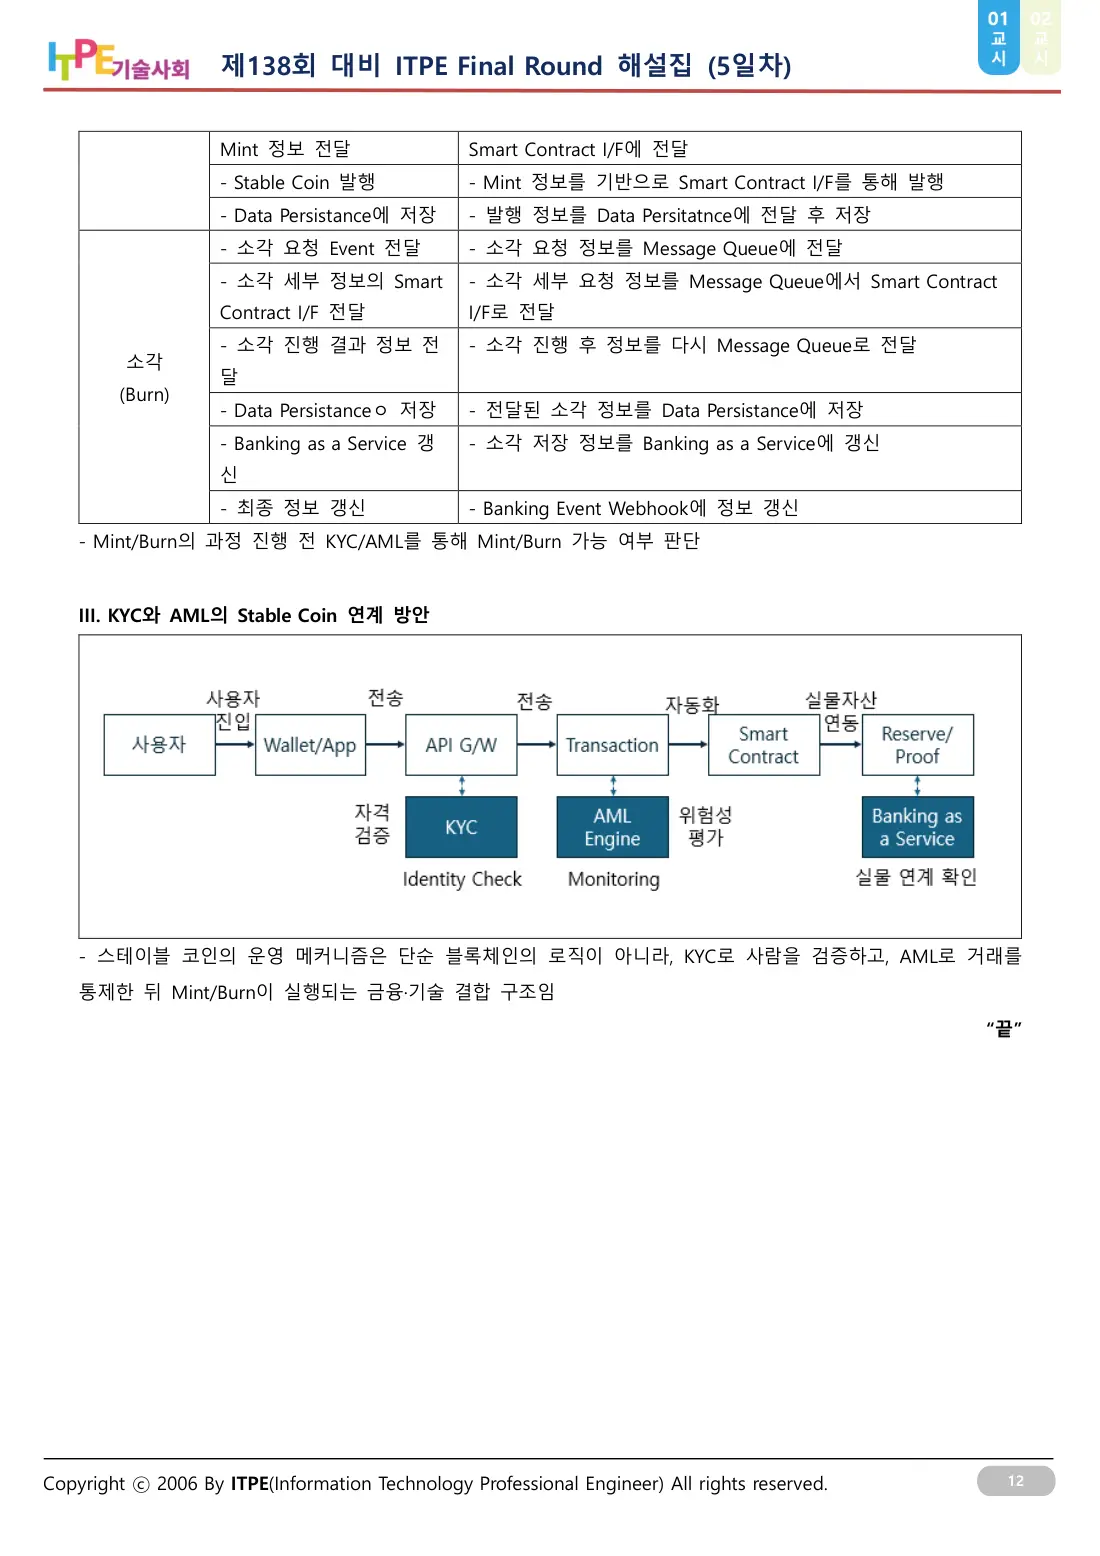 01 교 시
02 교 시
ITPE기술사회 제138회 대비 ITPE Final Round 해설집 (5일차)
Mint 정보 전달
Smart Contract I/F에 전달
- Stable Coin 발행
- Mint 정보를 기반으로 Smart Contract I/F를 통해 발행
- Data Persistance에 저장
- 발행 정보를 Data Persitatnce에 전달 후 저장
소각
(Burn)
- 소각 요청 Event 전달
- 소각 요청 정보를 Message Queue에 전달
- 소각 세부 정보의 Smart
Contract I/F 전달
- 소각 세부 요청 정보를 Message Queue에서 Smart Contract
I/F로 전달
- 소각 진행 결과 정보 전
달
- 소각 진행 후 정보를 다시 Message Queue로 전달
- Data Persistanceㅇ 저장
- 전달된 소각 정보를 Data Persistance에 저장
- Banking as a Service 갱
신
- 소각 저장 정보를 Banking as a Service에 갱신
- 최종 정보 갱신
- Banking Event Webhook에 정보 갱신
- Mint/Burn의 과정 진행 전 KYC/AML를 통해 Mint/Burn 가능 여부 판단
III. KYC와 AML의 Stable Coin 연계 방안
사용자
사용자
진입
Wallet/App
전송
API G/W
전송
Transaction
자동화
Smart
Contract
실물자산
연동
Reserve/
Proof
자격
검증
KYC
Identity Check
AML
Engine
Monitoring
위험성
평가
Banking as
a Service
실물 연계 확인
- 스테이블 코인의 운영 메커니즘은 단순 블록체인의 로직이 아니라, KYC로 사람을 검증하고, AML로 거래를
통제한 뒤 Mint/Burn이 실행되는 금융·기술 결합 구조임
“끝”
Copyright ⓒ 2006 By ITPE(Information Technology Professional Engineer) All rights reserved.
12